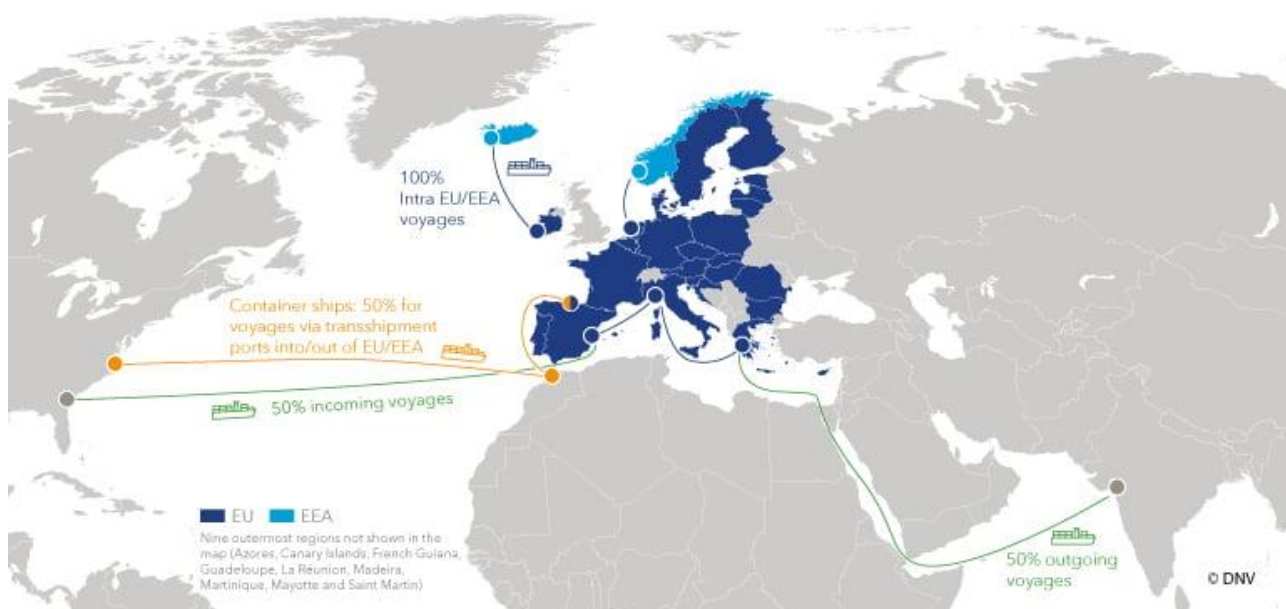 100%
Intra EU/EEA
voyages
Container ships: 50% for
voyages via transshipment
ports into/out of EU/EEA
50% incoming voyages
EU EEA
Nine outermost regions not shown in the
map (Azores, Canary Islands, French Guiana,
Guadeloupe, La Réunion, Madeira,
Martinique, Mayotte and Saint Martin)
50% outgoing
voyages
© DNV